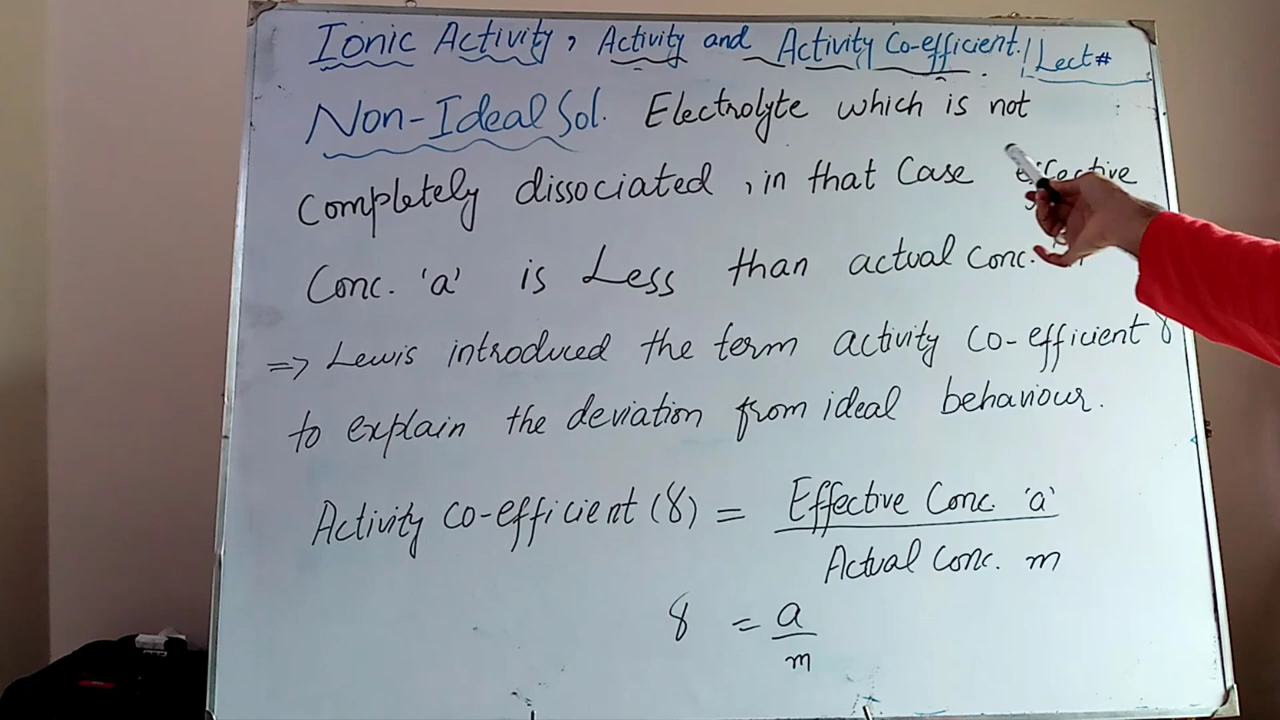 Ionic Activity, Activity and Activity Co-efficient. / Lect#
Non-Ideal Sol. Electrolyte which is not
completely dissociated, in that Case effective
Conc. 'a' is Less than actual Conc.
=> Lewis introduced the term activity co-efficient γ
to explain the deviation from ideal behaviour.
Activity co-efficient (γ) = Effective Conc. 'a'
Actual Conc. m
γ = a
m